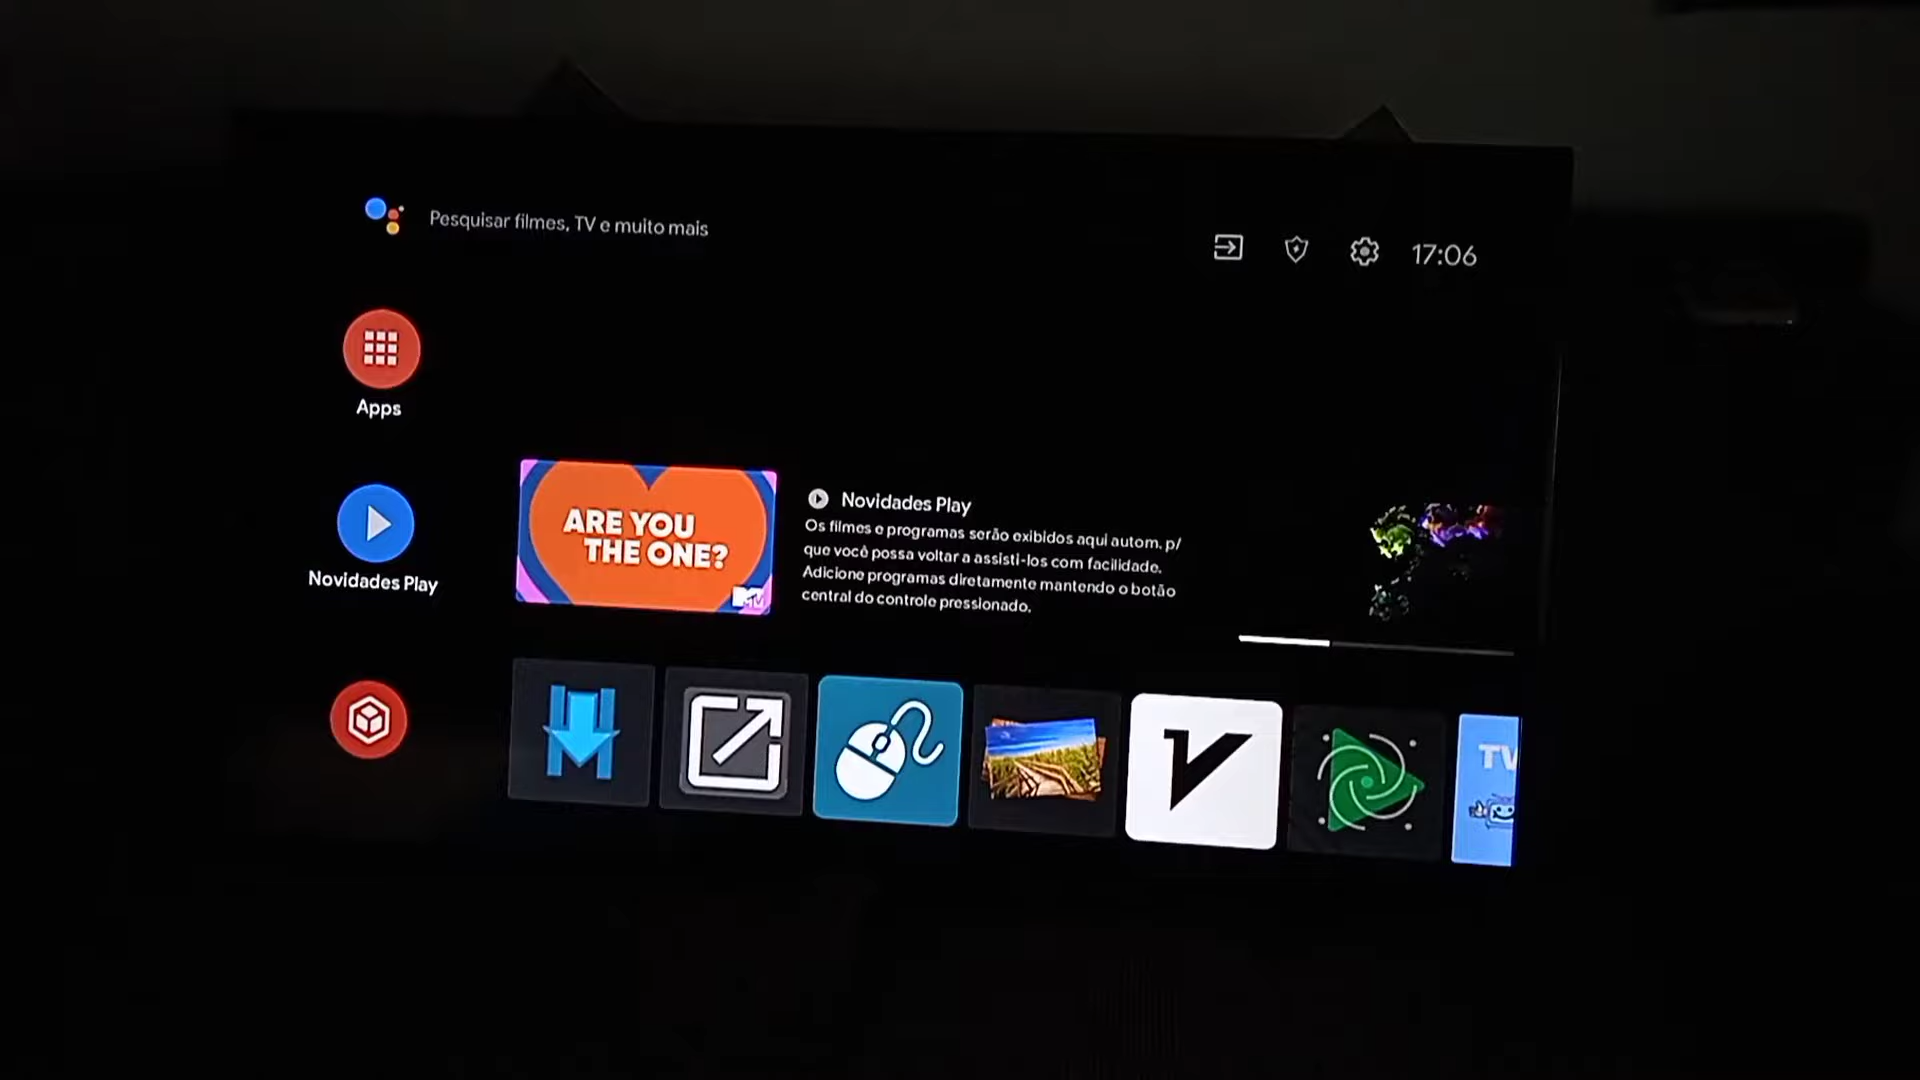 Pesquisar filmes, TV e muito mais
17:06
Apps
ARE YOU
THE ONE?
MTV
Novidades Play
Os filmes e programas serão exibidos aqui autom. p/
que você possa voltar a assisti-los com facilidade.
Adicione programas diretamente mantendo o botão
central do controle pressionado.
Novidades Play
TV